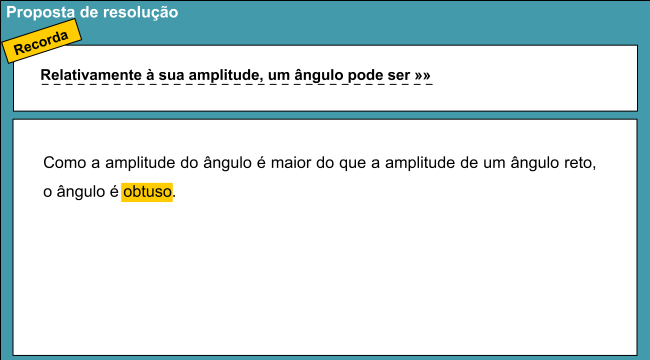 Proposta de resolução
Recorda
Relativamente à sua amplitude, um ângulo pode ser »»
Como a amplitude do ângulo é maior do que a amplitude de um ângulo reto,
o ângulo é obtuso.